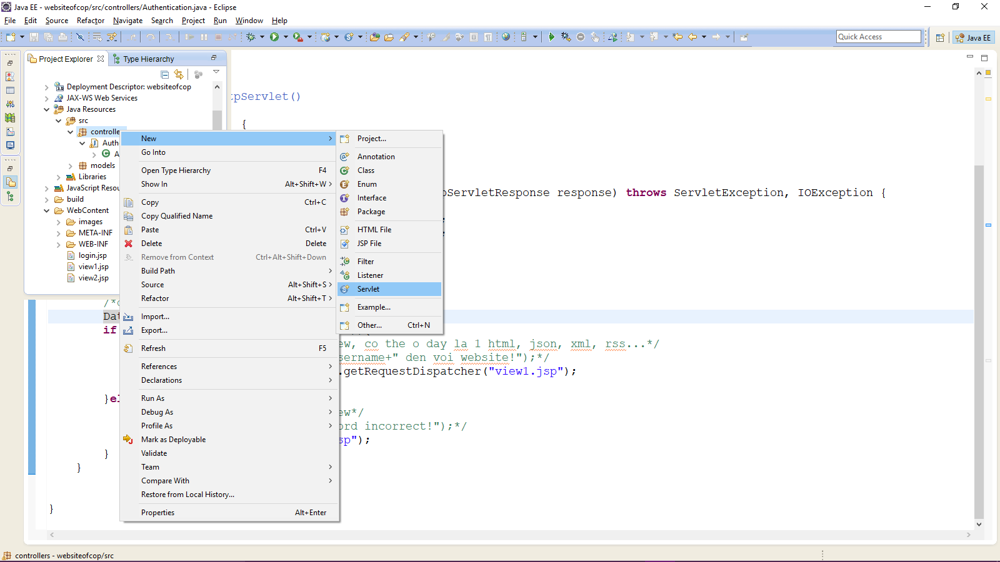 Java EE - websiteofcop/src/controllers/Authentication.java - Eclipse
File Edit Source Refactor Navigate Search Project Run Window Help
Quick Access
Java EE
Project Explorer
Type Hierarchy
Deployment Descriptor: websiteofcop
JAX-WS Web Services
Java Resources
src
controlle
Auth
A
models
Libraries
JavaScript Resou
build
WebContent
images
META-INF
WEB-INF
login.jsp
view1.jsp
view2.jsp
New
Go Into
Open Type Hierarchy F4
Show In Alt+Shift+W
Copy Ctrl+C
Copy Qualified Name
Paste Ctrl+V
Delete Delete
Remove from Context Ctrl+Alt+Shift+Down
Build Path
Source Alt+Shift+S
Refactor Alt+Shift+T
Import...
Export...
Refresh F5
References
Declarations
Run As
Debug As
Profile As
Mark as Deployable
Validate
Team
Compare With
Restore from Local History...
Properties Alt+Enter
Project...
Annotation
Class
Enum
Interface
Package
HTML File
JSP File
Filter
Listener
Servlet
Example...
Other... Ctrl+N
tpServlet()
{
pServletResponse response) throws ServletException, IOException {
;
;
/*
Dat
if
){
ew, co the o day la 1 html, json, xml, rss...*/
sername+" den voi website!");*/
.getRequestDispatcher("view1.jsp");
}el
ew*/
ord incorrect!");*/
sp");
}
}
}
controllers - websiteofcop/src